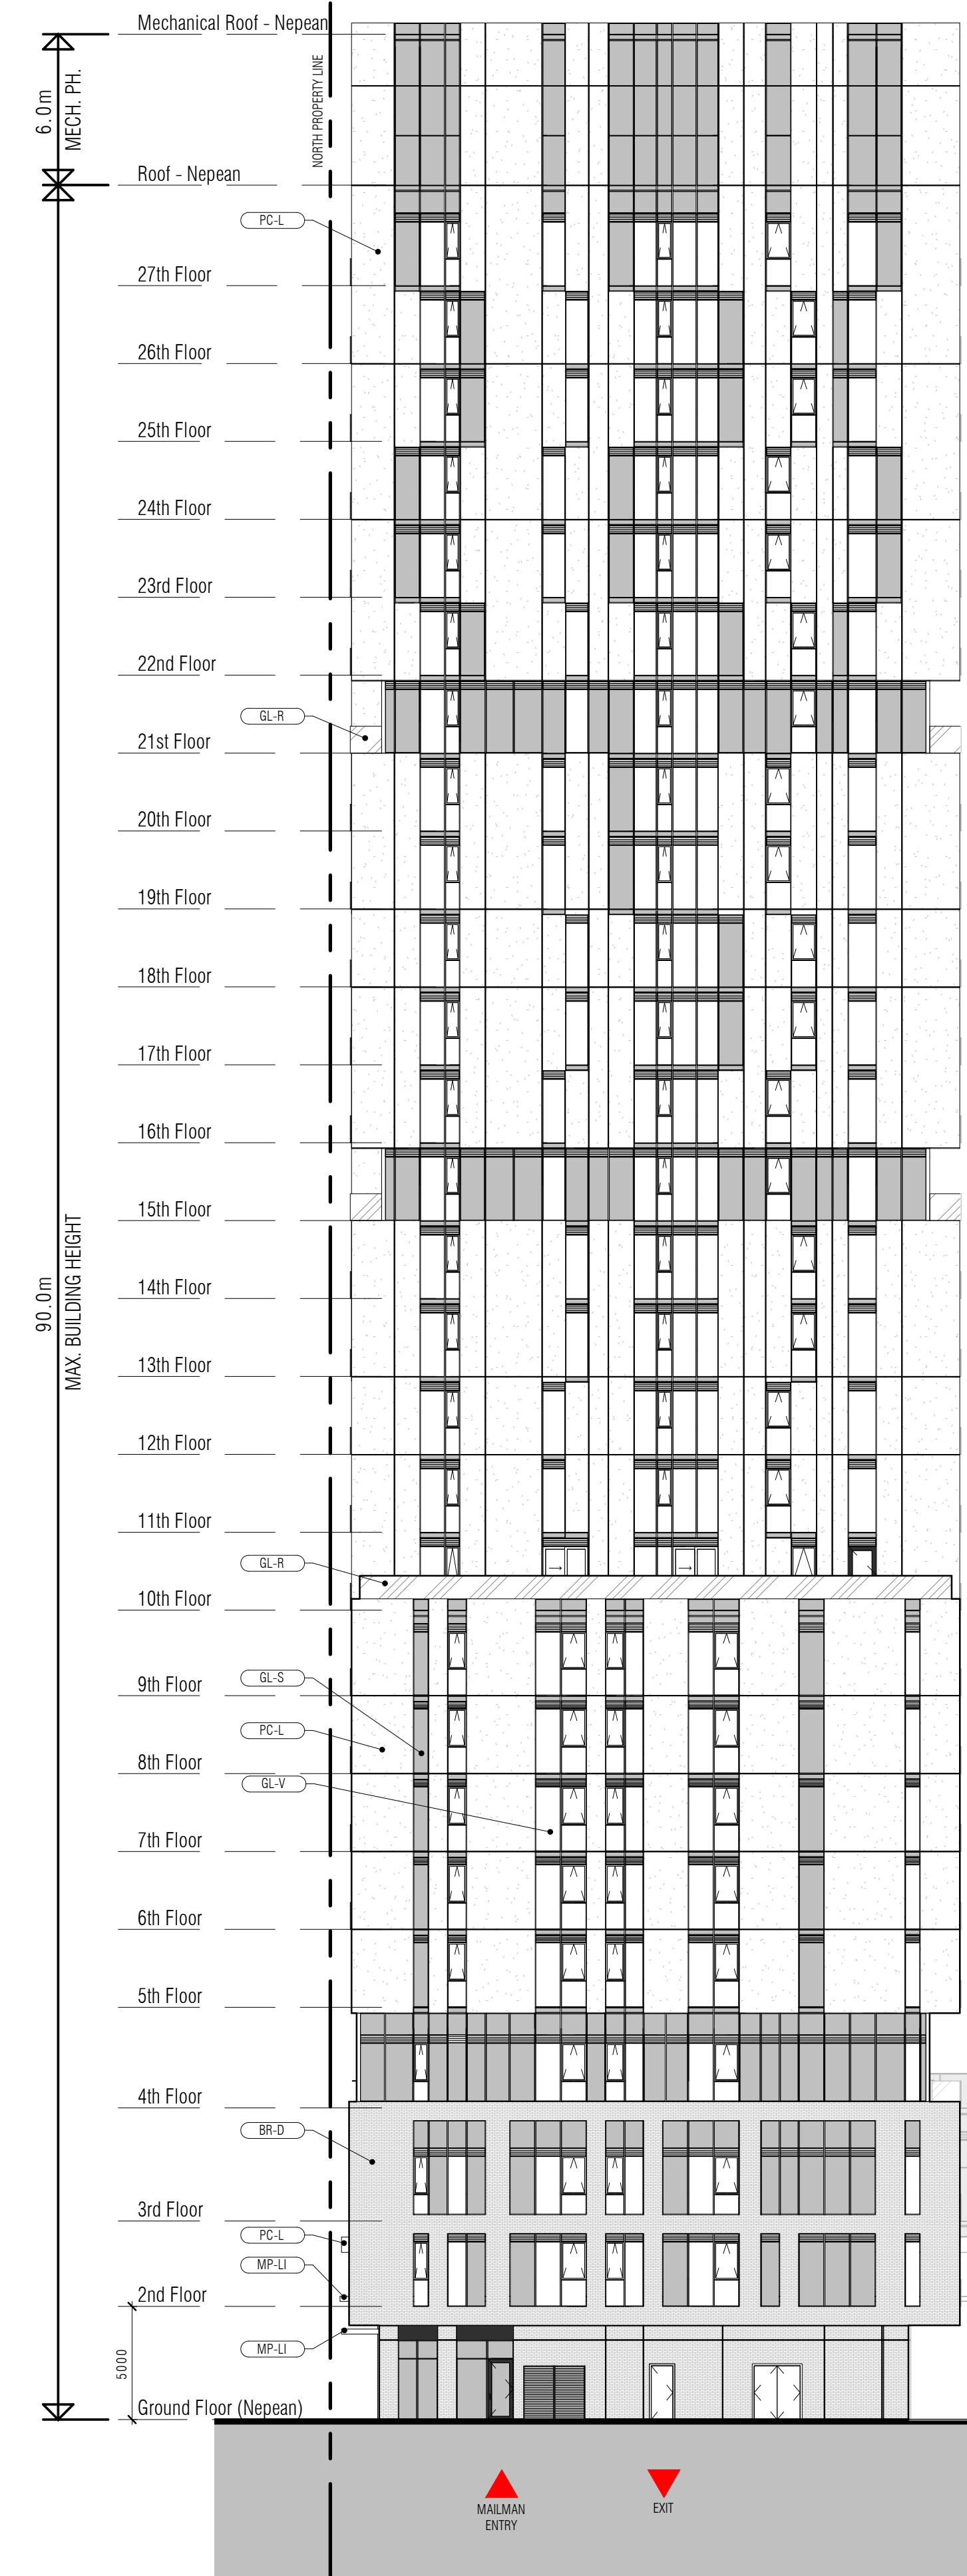 Mechanical Roof - Nepean
6.0m
MECH. PH.
NORTH PROPERTY LINE
Roof - Nepean
PC-L
27th Floor
26th Floor
25th Floor
24th Floor
23rd Floor
22nd Floor
GL-R
21st Floor
20th Floor
19th Floor
18th Floor
17th Floor
16th Floor
15th Floor
90.0m
MAX. BUILDING HEIGHT
14th Floor
13th Floor
12th Floor
11th Floor
GL-R
10th Floor
GL-S
9th Floor
PC-L
8th Floor
GL-V
7th Floor
6th Floor
5th Floor
4th Floor
BR-D
3rd Floor
PC-L
MP-LI
2nd Floor
MP-LI
5000
Ground Floor (Nepean)
MAILMAN
ENTRY
EXIT